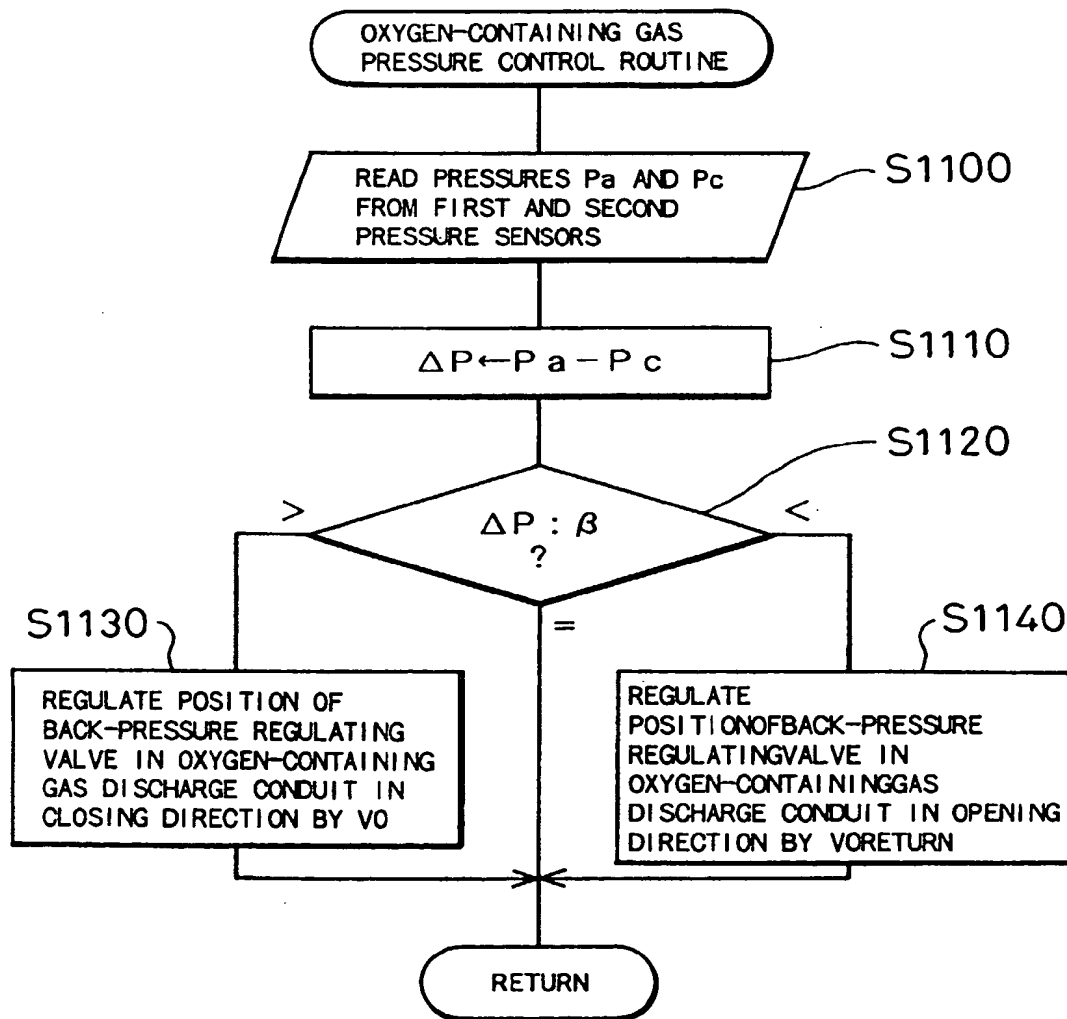 OXYGEN-CONTAINING GAS
PRESSURE CONTROL ROUTINE
READ PRESSURES Pa AND Pc
FROM FIRST AND SECOND
PRESSURE SENSORS
S1100
ΔP←Pa-Pc
S1110
S1120
>
<
ΔP : β
?
=
S1130
S1140
REGULATE POSITION OF
BACK-PRESSURE REGULATING
VALVE IN OXYGEN-CONTAINING
GAS DISCHARGE CONDUIT IN
CLOSING DIRECTION BY VO
REGULATE
POSITIONOFBACK-PRESSURE
REGULATINGVALVE IN
OXYGEN-CONTAININGGAS
DISCHARGE CONDUIT IN OPENING
DIRECTION BY VORETURN
RETURN